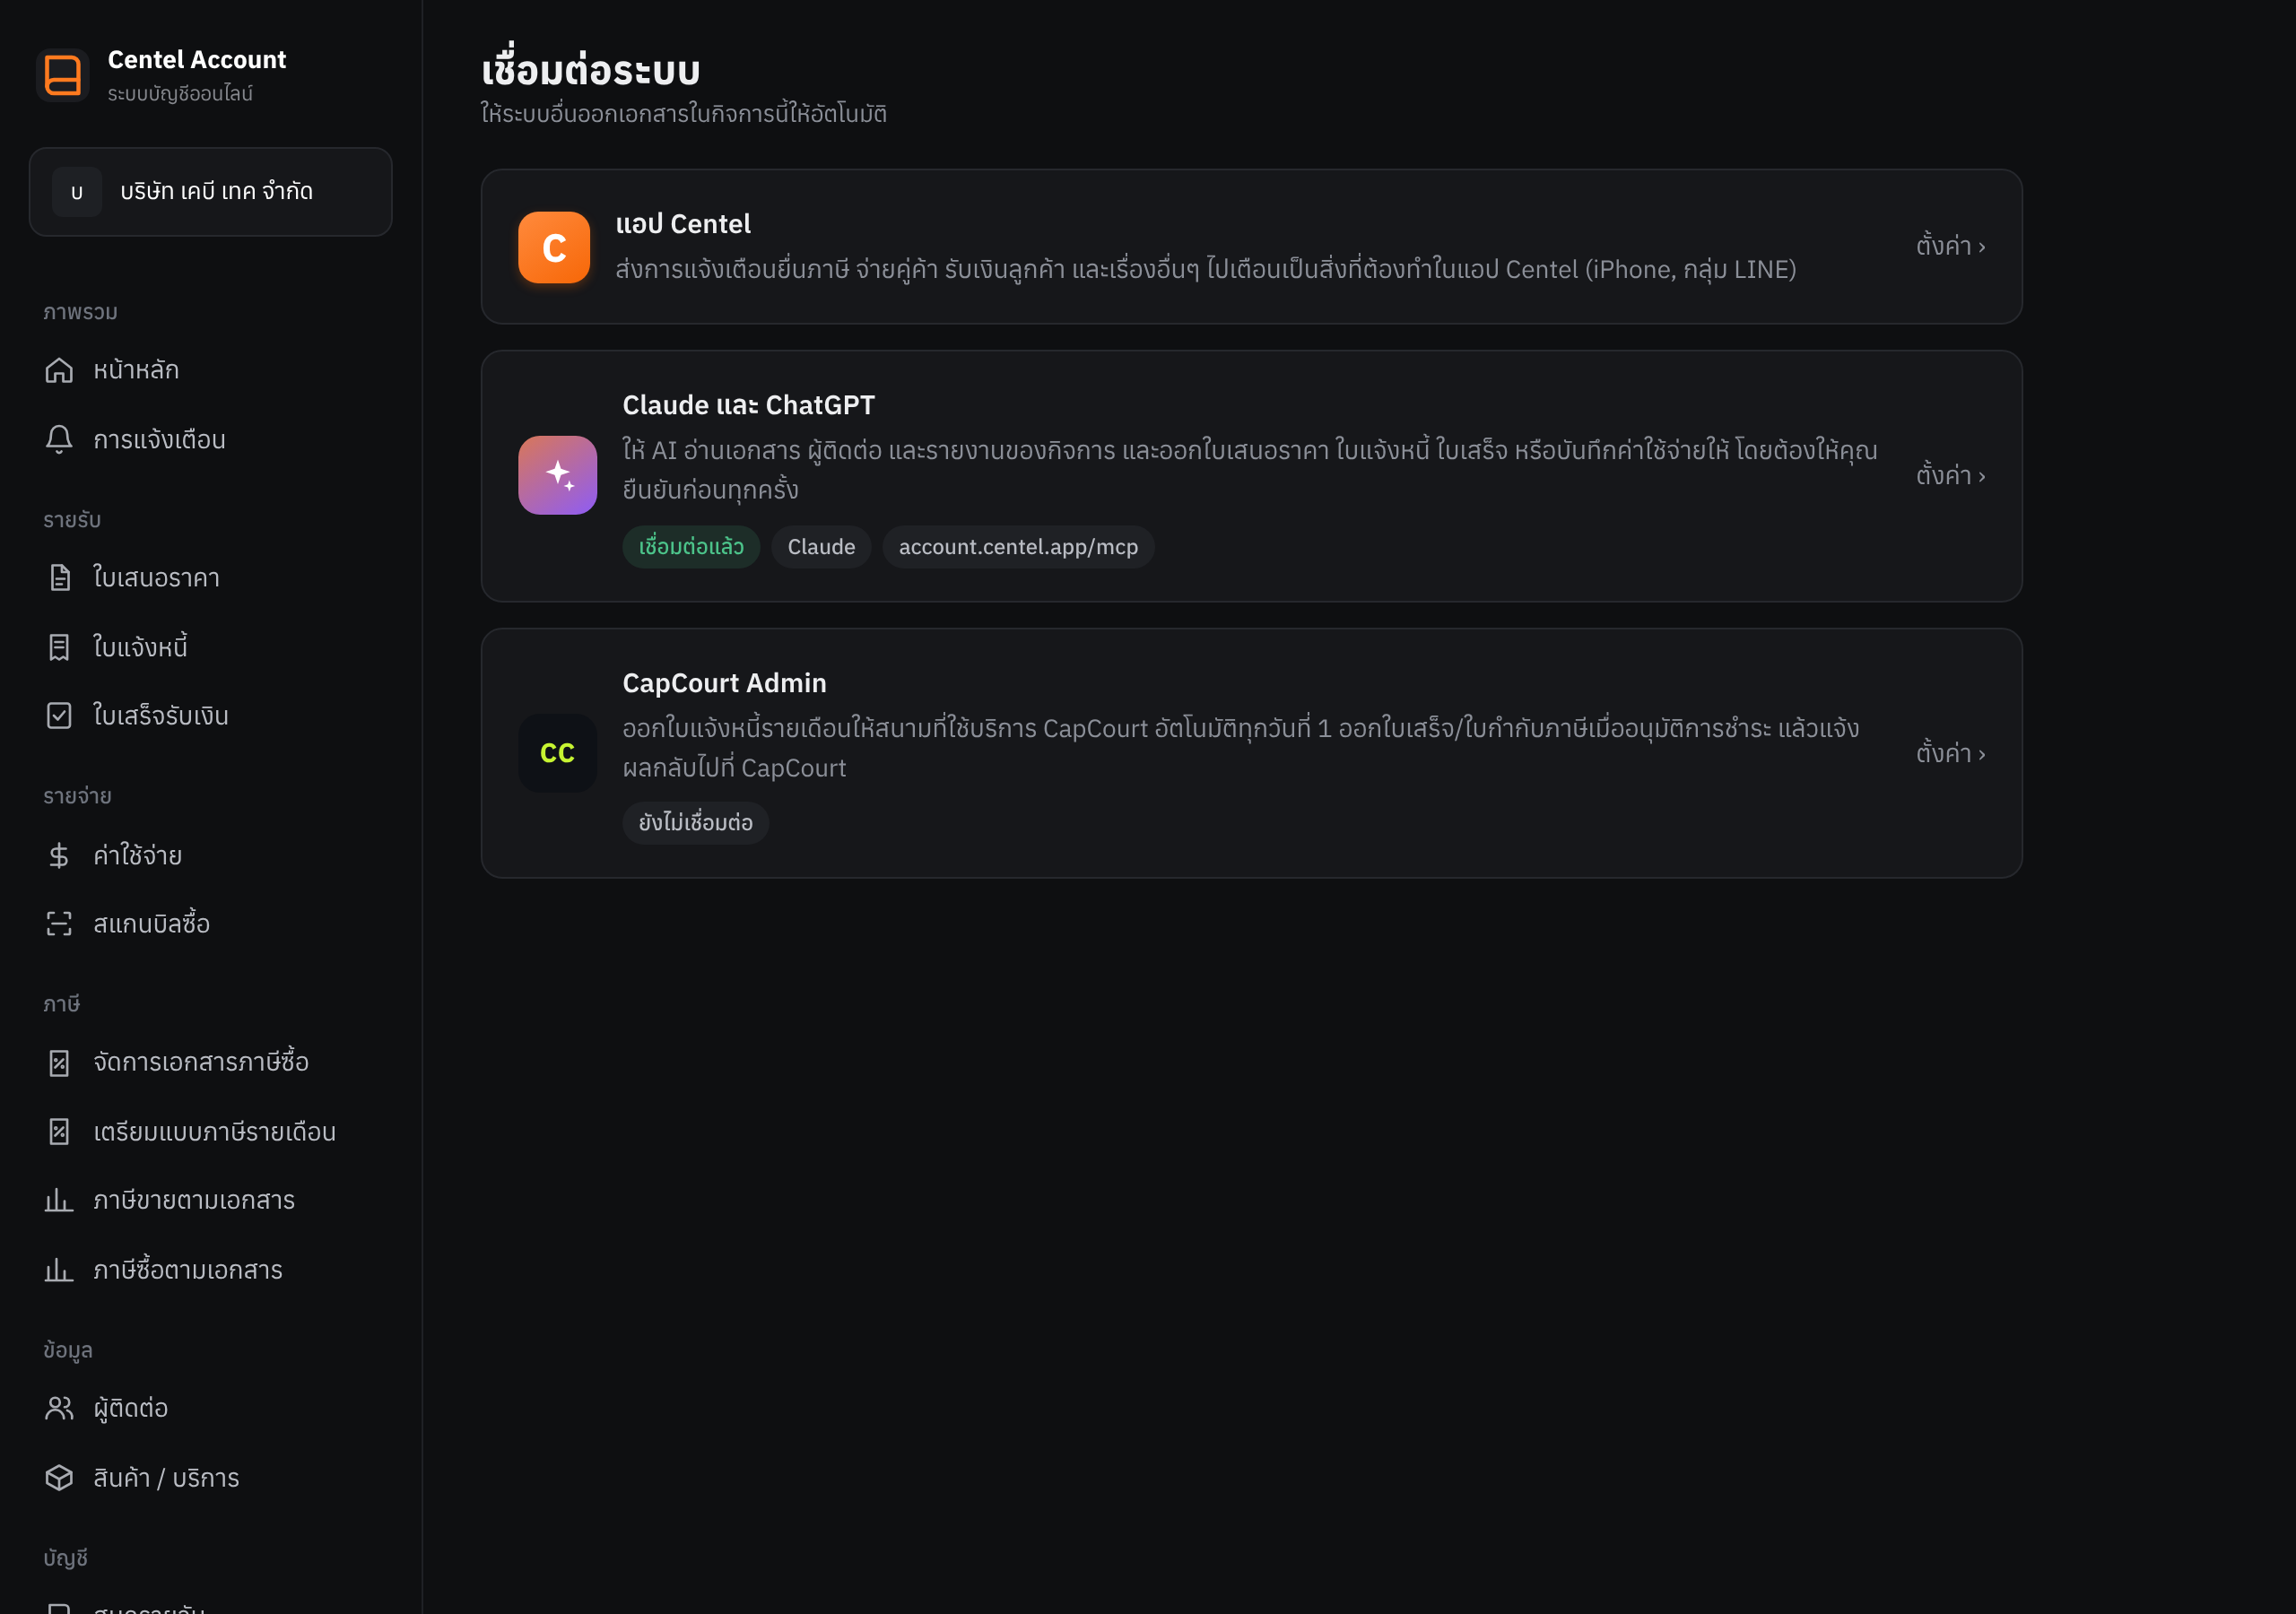 Centel Account
ระบบบัญชีออนไลน์
บ
บริษัท เคบี เทค จำกัด
ภาพรวม
หน้าหลัก
การแจ้งเตือน
รายรับ
ใบเสนอราคา
ใบแจ้งหนี้
ใบเสร็จรับเงิน
รายจ่าย
ค่าใช้จ่าย
สแกนบิลซื้อ
ภาษี
จัดการเอกสารภาษีซื้อ
เตรียมแบบภาษีรายเดือน
ภาษีขายตามเอกสาร
ภาษีซื้อตามเอกสาร
ข้อมูล
ผู้ติดต่อ
สินค้า / บริการ
บัญชี
เชื่อมต่อระบบ
ให้ระบบอื่นออกเอกสารในกิจการนี้ให้อัตโนมัติ
C
แอป Centel
ส่งการแจ้งเตือนยื่นภาษี จ่ายคู่ค้า รับเงินลูกค้า และเรื่องอื่นๆ ไปเตือนเป็นสิ่งที่ต้องทำในแอป Centel (iPhone, กลุ่ม LINE)
ตั้งค่า ›
Claude และ ChatGPT
ให้ AI อ่านเอกสาร ผู้ติดต่อ และรายงานของกิจการ และออกใบเสนอราคา ใบแจ้งหนี้ ใบเสร็จ หรือบันทึกค่าใช้จ่ายให้ โดยต้องให้คุณ
ยืนยันก่อนทุกครั้ง
ตั้งค่า ›
เชื่อมต่อแล้ว
Claude
account.centel.app/mcp
CC
CapCourt Admin
ออกใบแจ้งหนี้รายเดือนให้สนามที่ใช้บริการ CapCourt อัตโนมัติทุกวันที่ 1 ออกใบเสร็จ/ใบกำกับภาษีเมื่ออนุมัติการชำระ แล้วแจ้ง
ผลกลับไปที่ CapCourt
ตั้งค่า ›
ยังไม่เชื่อมต่อ